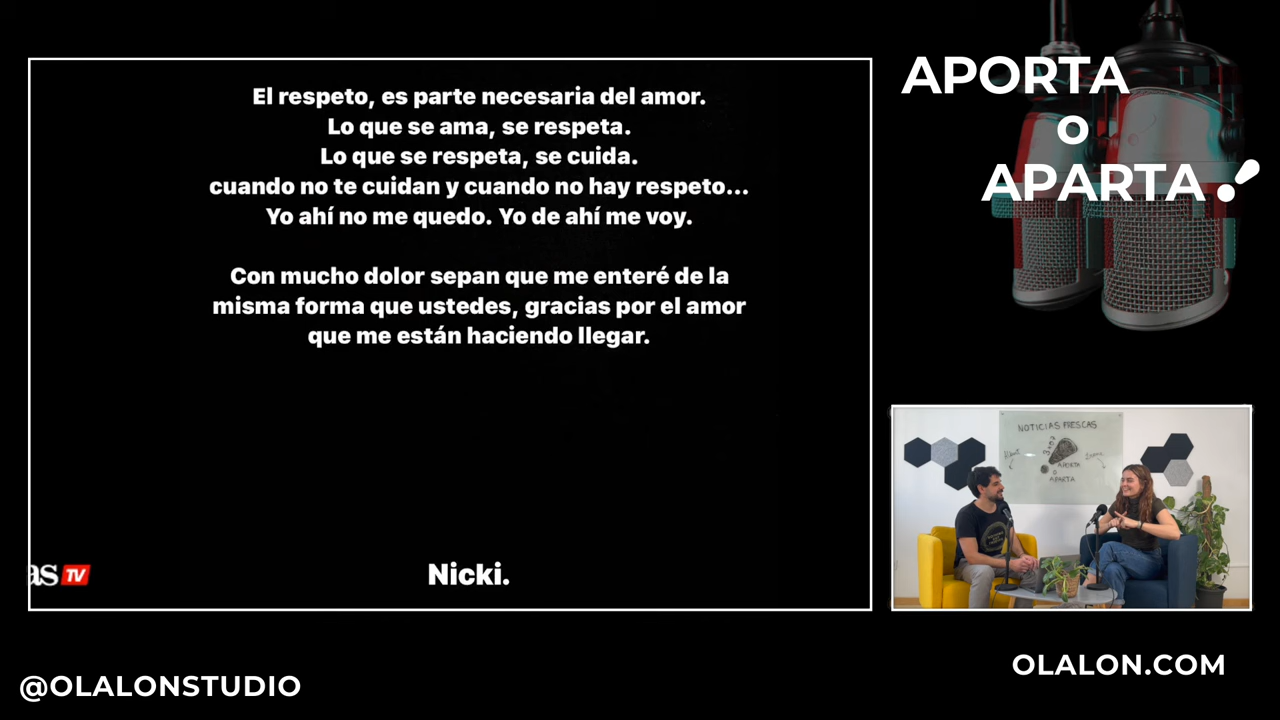 El respeto, es parte necesaria del amor.
Lo que se ama, se respeta.
Lo que se respeta, se cuida.
cuando no te cuidan y cuando no hay respeto...
Yo ahí no me quedo. Yo de ahí me voy.
Con mucho dolor sepan que me enteré de la
misma forma que ustedes, gracias por el amor
que me están haciendo llegar.
Nicki.
as TV
APORTA
O
APARTA
NOTICIAS FRESCAS
APORTA
O
APARTA
@OLALONSTUDIO
OLALON.COM